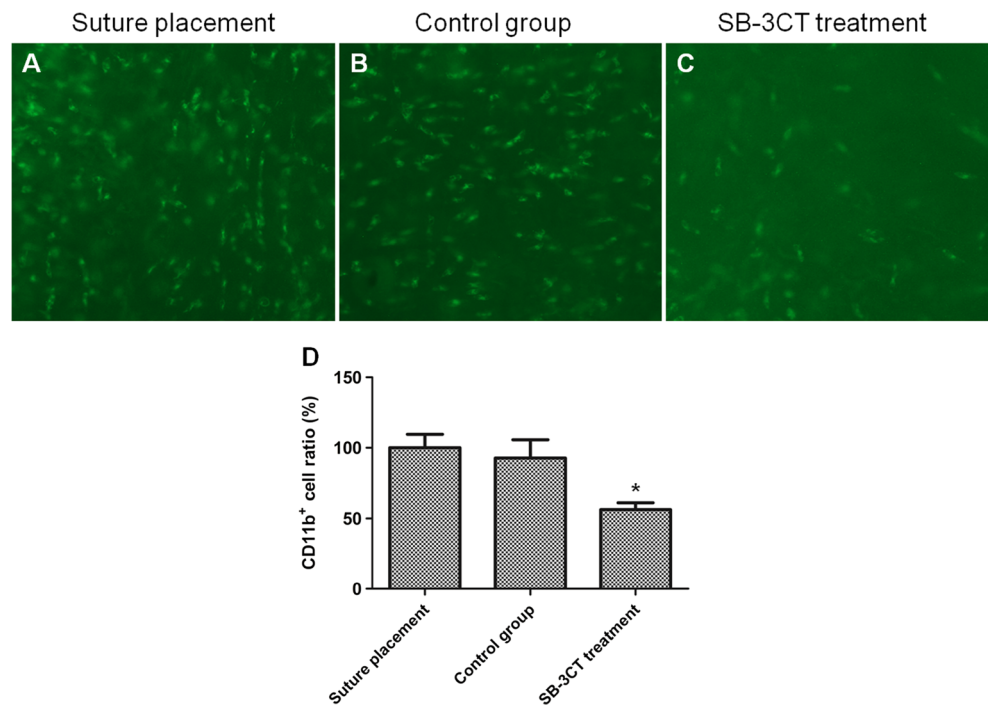 Suture placement
Control group
SB-3CT treatment
A
B
C
D
CD11b⁺ cell ratio (%)
150
100
50
0
*
Suture placement
Control group
SB-3CT treatment